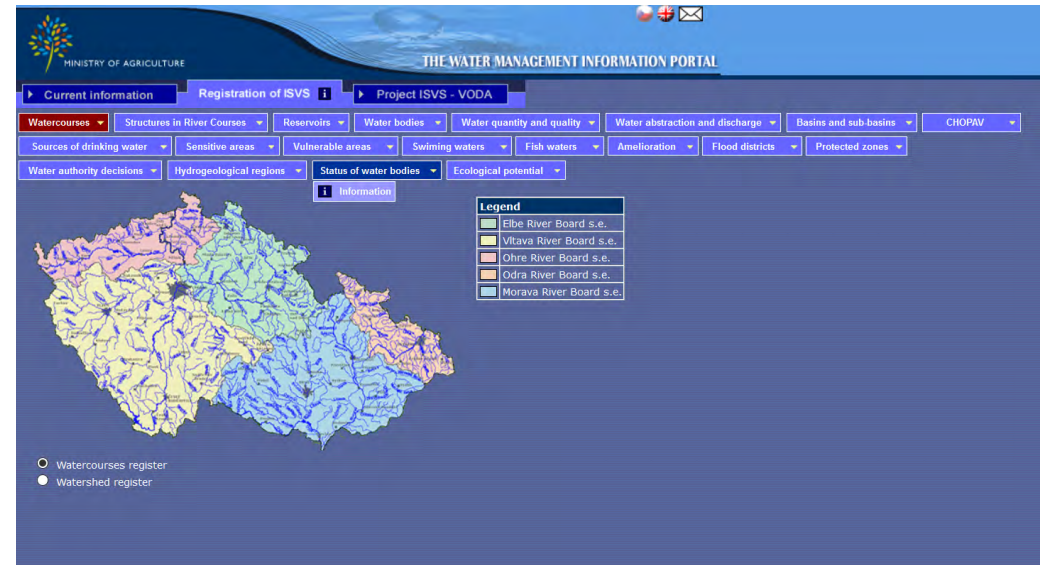 MINISTRY OF AGRICULTURE
THE WATER MANAGEMENT INFORMATION PORTAL
Current information
Registration of ISVS i
Project ISVS - VODA
Watercourses
Structures in River Courses
Reservoirs
Water bodies
Water quantity and quality
Water abstraction and discharge
Basins and sub-basins
CHOPAV
Sources of drinking water
Sensitive areas
Vulnerable areas
Swiming waters
Fish waters
Amelioration
Flood districts
Protected zones
Water authority decisions
Hydrogeological regions
Status of water bodies
Ecological potential
i Information
Legend
Elbe River Board s.e.
Vltava River Board s.e.
Ohre River Board s.e.
Odra River Board s.e.
Morava River Board s.e.
Watercourses register
Watershed register